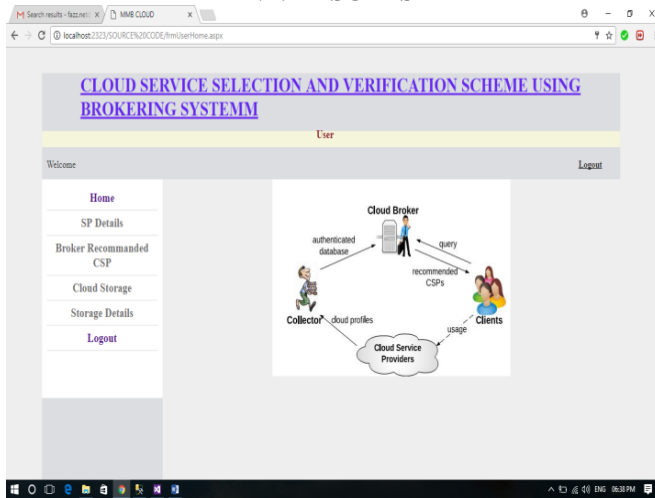 Search results - fazz.net
MMB CLOUD
localhost:2323/SOURCE%20CODE/frmUserHome.aspx
CLOUD SERVICE SELECTION AND VERIFICATION SCHEME USING
BROKERING SYSTEMM
User
Welcome
Logout
Home
SP Details
Broker Recommanded
CSP
Cloud Storage
Storage Details
Logout
Cloud Broker
authenticated
database
query
recommended
CSPs
Collector
cloud profiles
Clients
usage
Cloud Service
Providers
ENG 06:38 PM